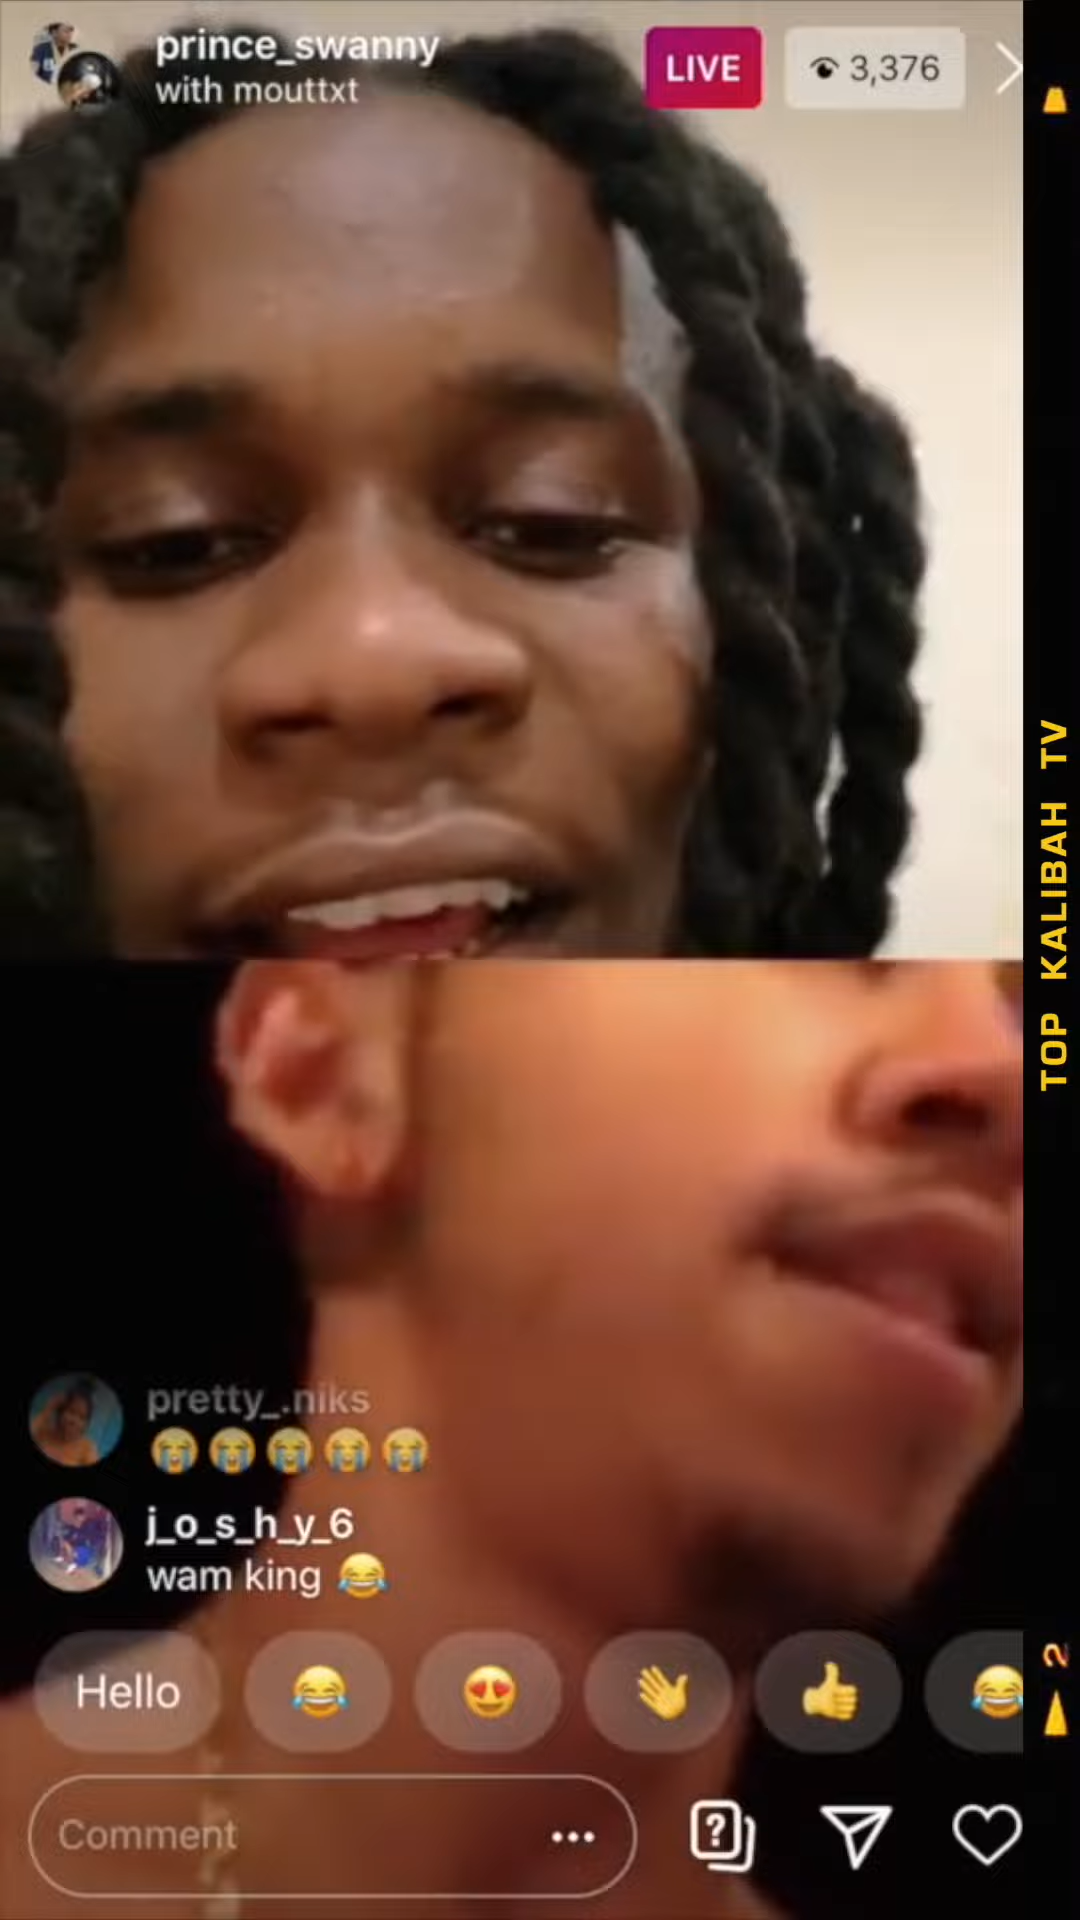 prince_swanny
with mouttxt
LIVE
3,376
TOP KALIBAH TV
pretty_.niks
😭😭😭😭😭
j_o_s_h_y_6
wam king 😂
Hello 😂 😍 👋 👍 😂
Comment